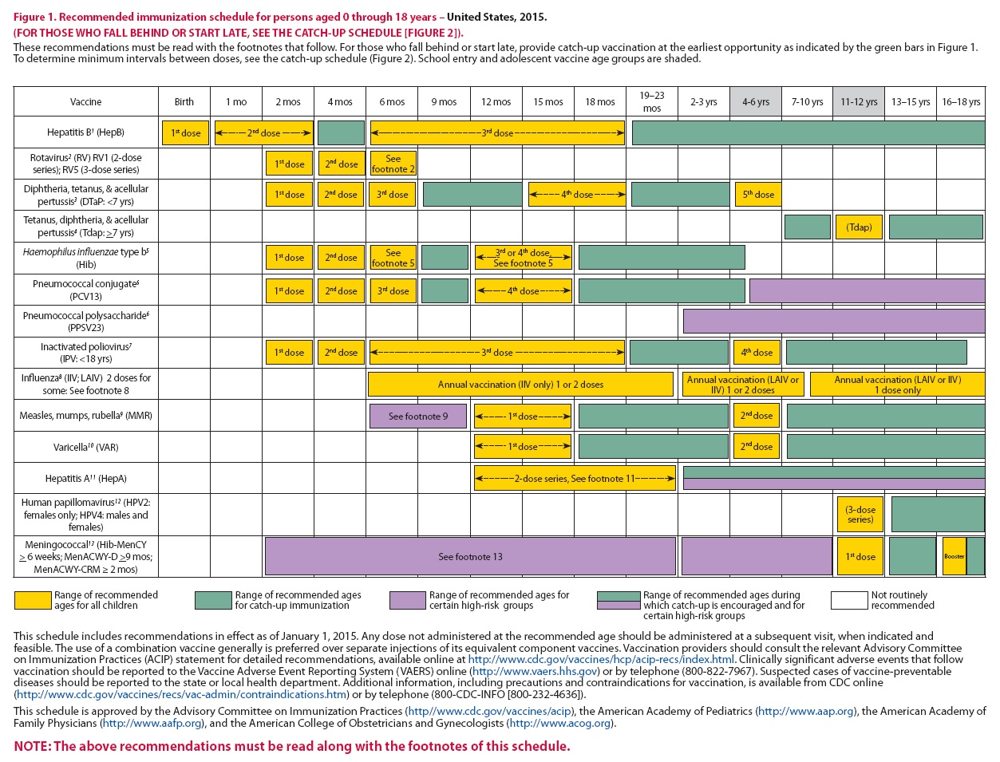 Figure 1. Recommended immunization schedule for persons aged 0 through 18 years – United States, 2015.
(FOR THOSE WHO FALL BEHIND OR START LATE, SEE THE CATCH-UP SCHEDULE [FIGURE 2]).
These recommendations must be read with the footnotes that follow. For those who fall behind or start late, provide catch-up vaccination at the earliest opportunity as indicated by the green bars in Figure 1.
To determine minimum intervals between doses, see the catch-up schedule (Figure 2). School entry and adolescent vaccine age groups are shaded.
Vaccine Birth 1 mo 2 mos 4 mos 6 mos 9 mos 12 mos 15 mos 18 mos 19–23 mos 2-3 yrs 4-6 yrs 7-10 yrs 11-12 yrs 13–15 yrs 16–18 yrs
Hepatitis B¹ (HepB) 1st dose 2nd dose 3rd dose
Rotavirus² (RV) RV1 (2-dose
series); RV5 (3-dose series)
1st dose 2nd dose See
footnote 2
Diphtheria, tetanus, & acellular
pertussis³ (DTaP: <7 yrs)
1st dose 2nd dose 3rd dose 4th dose 5th dose
Tetanus, diphtheria, & acellular
pertussis⁴ (Tdap: ≥7 yrs)
(Tdap)
Haemophilus influenzae type b⁵
(Hib)
1st dose 2nd dose See
footnote 5
3rd or 4th dose,
See footnote 5
Pneumococcal conjugate⁶
(PCV13)
1st dose 2nd dose 3rd dose 4th dose
Pneumococcal polysaccharide⁶
(PPSV23)
Inactivated poliovirus⁷
(IPV: <18 yrs)
1st dose 2nd dose 3rd dose 4th dose
Influenza⁸ (IIV; LAIV) 2 doses for
some: See footnote 8
Annual vaccination (IIV only) 1 or 2 doses
Annual vaccination (LAIV or
IIV) 1 or 2 doses
Annual vaccination (LAIV or IIV)
1 dose only
Measles, mumps, rubella⁹ (MMR) See footnote 9 1st dose 2nd dose
Varicella¹⁰ (VAR) 1st dose 2nd dose
Hepatitis A¹¹ (HepA) 2-dose series, See footnote 11
Human papillomavirus¹² (HPV2:
females only; HPV4: males and
females)
(3-dose
series)
Meningococcal¹³ (Hib-MenCY
≥ 6 weeks; MenACWY-D ≥9 mos;
MenACWY-CRM ≥ 2 mos)
See footnote 13 1st dose Booster
Range of recommended
ages for all children
Range of recommended ages
for catch-up immunization
Range of recommended ages for
certain high-risk groups
Range of recommended ages during
which catch-up is encouraged and for
certain high-risk groups
Not routinely
recommended
This schedule includes recommendations in effect as of January 1, 2015. Any dose not administered at the recommended age should be administered at a subsequent visit, when indicated and
feasible. The use of a combination vaccine generally is preferred over separate injections of its equivalent component vaccines. Vaccination providers should consult the relevant Advisory Committee
on Immunization Practices (ACIP) statement for detailed recommendations, available online at http://www.cdc.gov/vaccines/hcp/acip-recs/index.html. Clinically significant adverse events that follow
vaccination should be reported to the Vaccine Adverse Event Reporting System (VAERS) online (http://www.vaers.hhs.gov) or by telephone (800-822-7967). Suspected cases of vaccine-preventable
diseases should be reported to the state or local health department. Additional information, including precautions and contraindications for vaccination, is available from CDC online
(http://www.cdc.gov/vaccines/recs/vac-admin/contraindications.htm) or by telephone (800-CDC-INFO [800-232-4636]).
This schedule is approved by the Advisory Committee on Immunization Practices (http//www.cdc.gov/vaccines/acip), the American Academy of Pediatrics (http://www.aap.org), the American Academy of
Family Physicians (http://www.aafp.org), and the American College of Obstetricians and Gynecologists (http://www.acog.org).
NOTE: The above recommendations must be read along with the footnotes of this schedule.